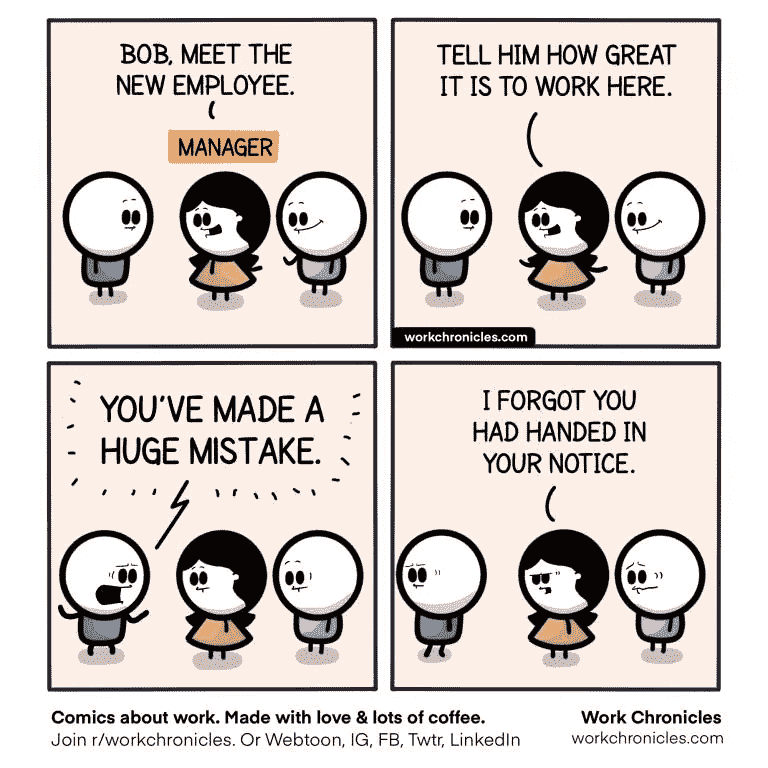 BOB, MEET THE
NEW EMPLOYEE.
MANAGER
TELL HIM HOW GREAT
IT IS TO WORK HERE.
workchronicles.com
YOU'VE MADE A
HUGE MISTAKE.
I FORGOT YOU
HAD HANDED IN
YOUR NOTICE.
Comics about work. Made with love & lots of coffee.
Join r/workchronicles. Or Webtoon, IG, FB, Twtr, LinkedIn
Work Chronicles
workchronicles.com